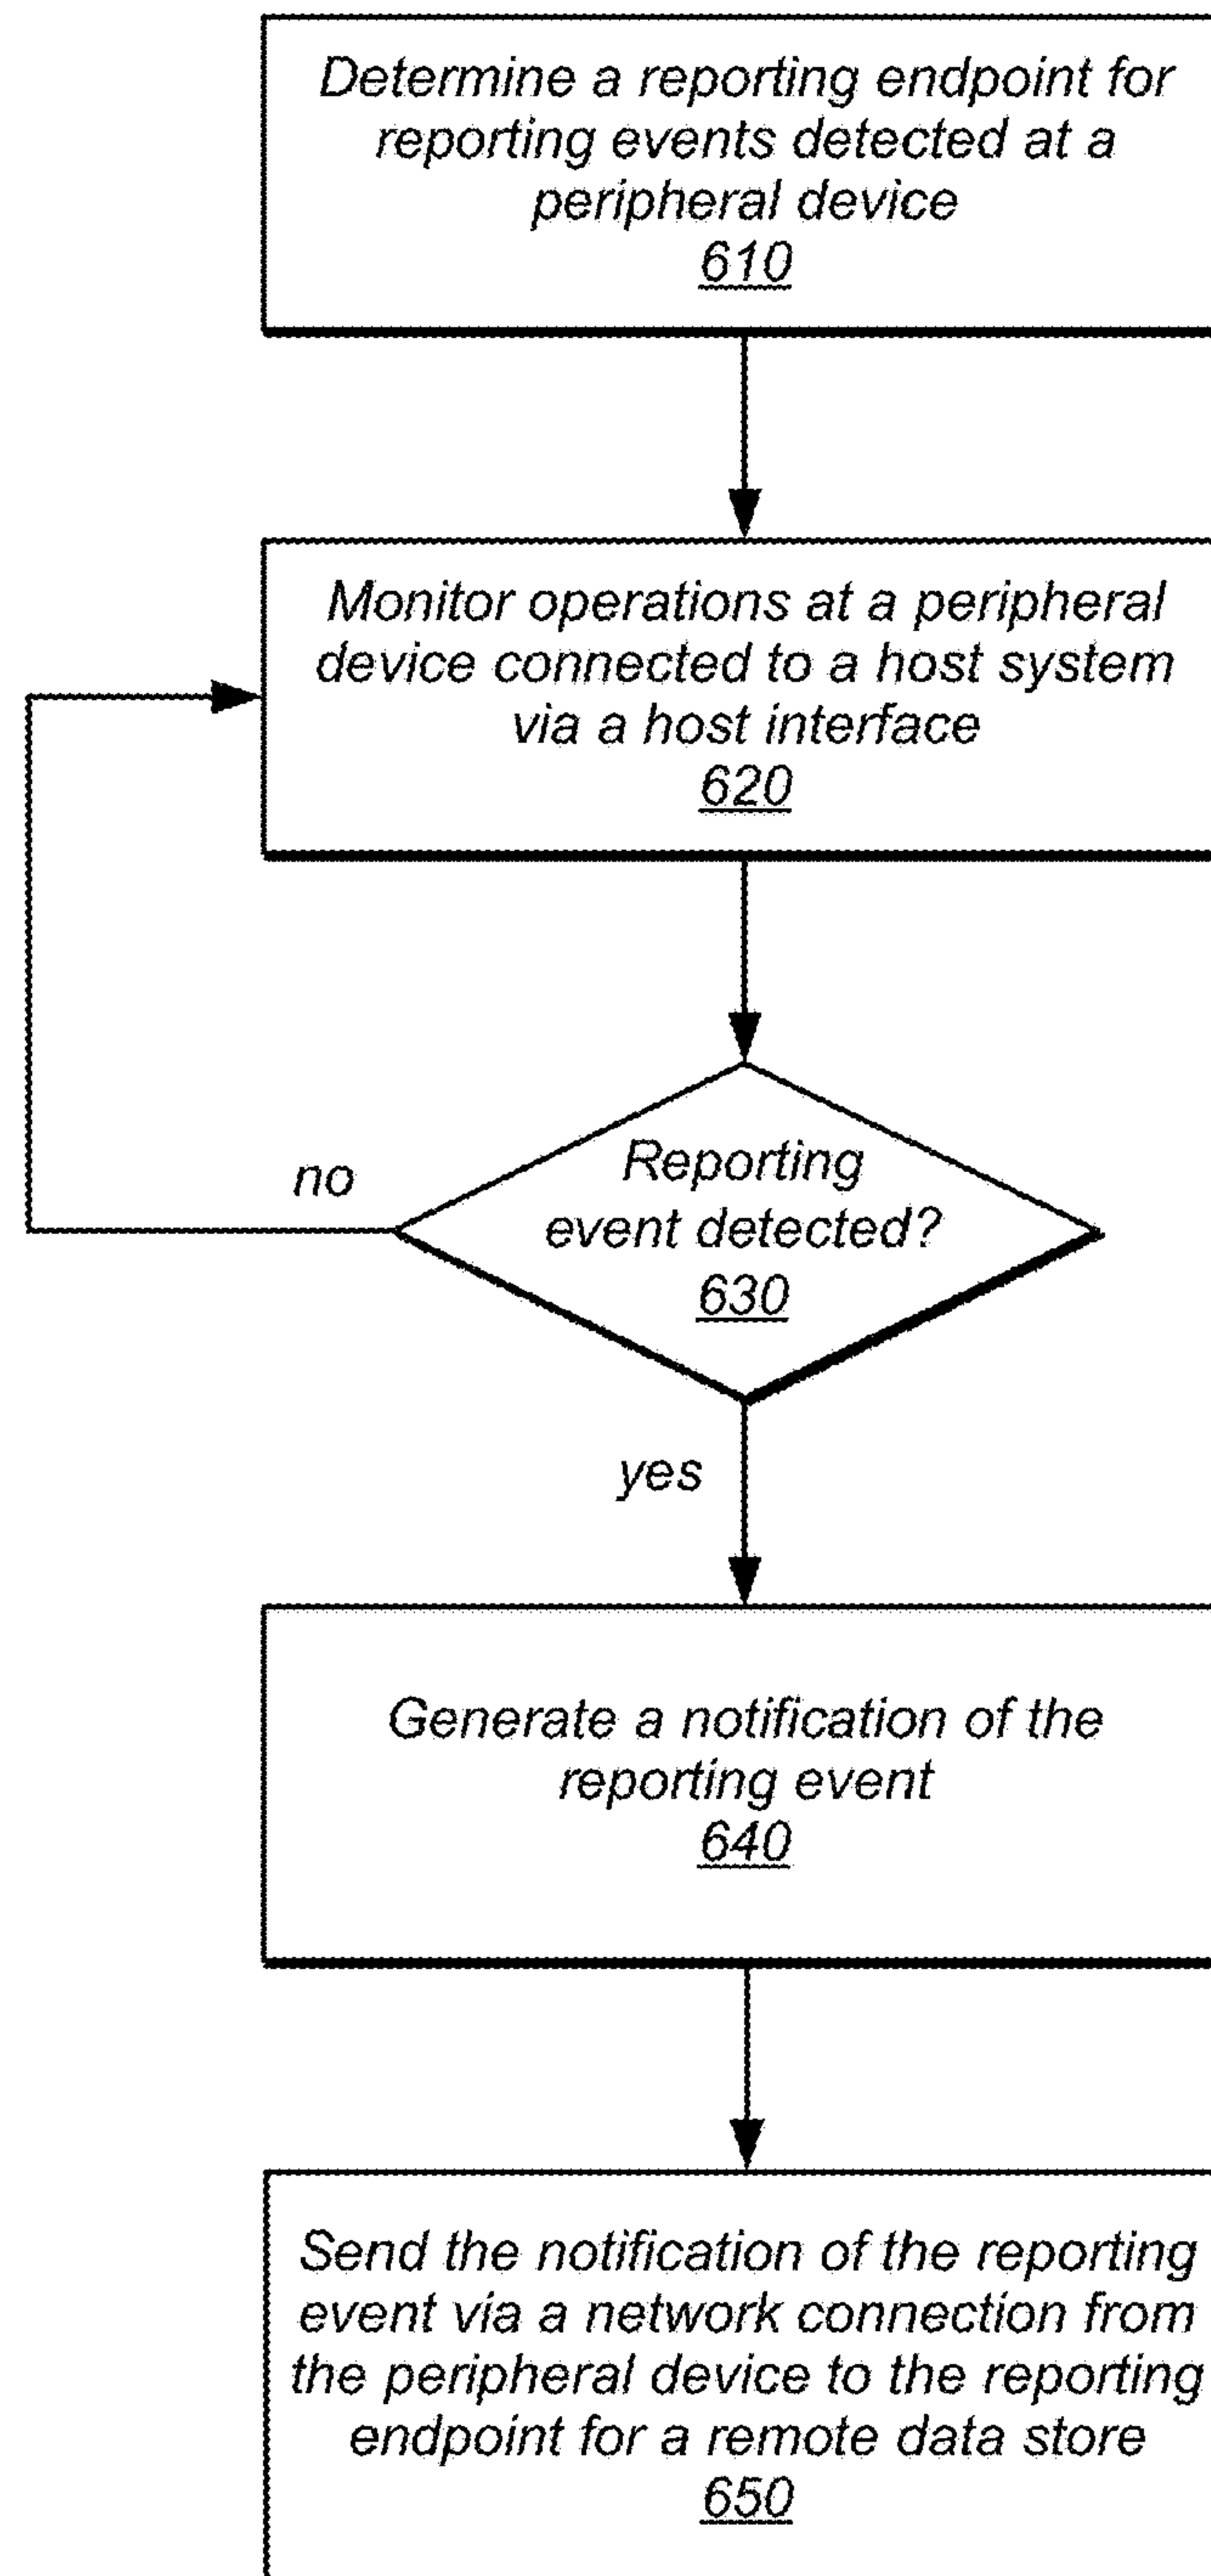 Determine a reporting endpoint for
reporting events detected at a
peripheral device
610
Monitor operations at a peripheral
device connected to a host system
via a host interface
620
Reporting
event detected?
630
no
yes
Generate a notification of the
reporting event
640
Send the notification of the reporting
event via a network connection from
the peripheral device to the reporting
endpoint for a remote data store
650